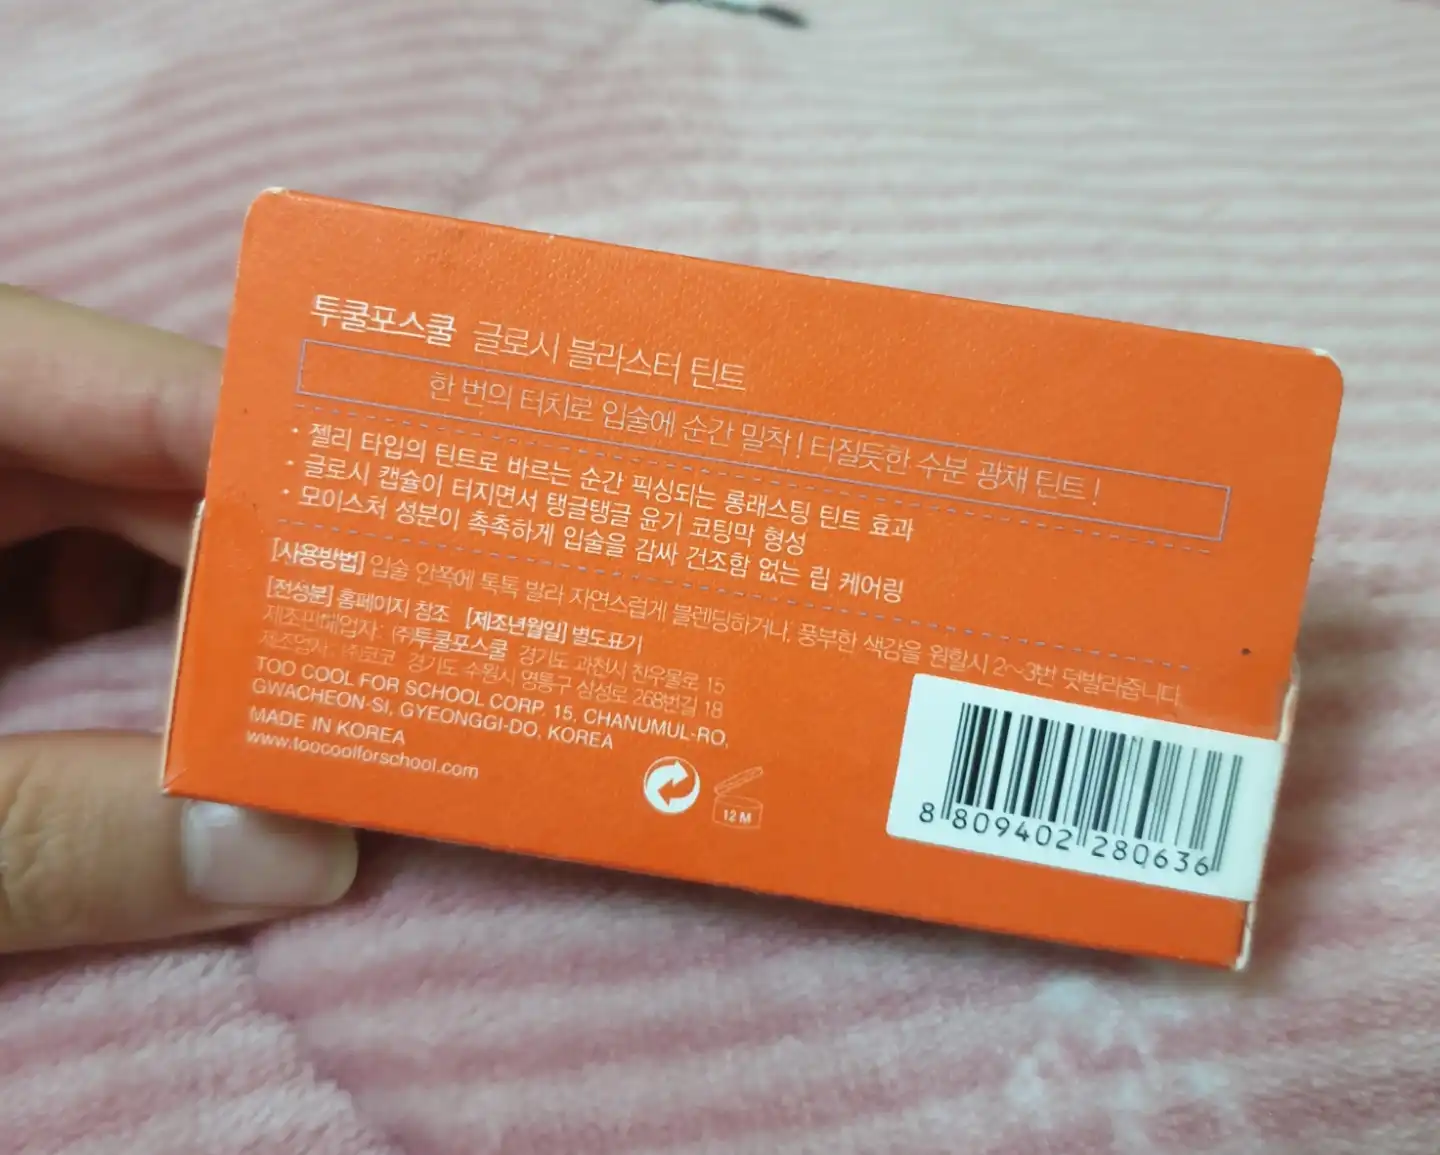 투쿨포스쿨 글로시 블라스터 틴트
한 번의 터치로 입술에 순간 밀착! 터질듯한 수분 광채 틴트!
· 젤리 타입의 틴트로 바르는 순간 픽싱되는 롱래스팅 틴트 효과
· 글로시 캡슐이 터지면서 탱글탱글 윤기 코팅막 형성
· 모이스처 성분이 촉촉하게 입술을 감싸 건조함 없는 립 케어링
[사용방법] 입술 안쪽에 톡톡 발라 자연스럽게 블렌딩하거나, 풍부한 색감을 원할시 2~3번 덧발라줍니다.
[전성분] 홈페이지 참조 [제조년월일] 별도표기
제조판매업자: ㈜투쿨포스쿨 경기도 과천시 찬우물로 15
제조업자: ㈜코코 경기도 수원시 영통구 삼성로 268번길 18
TOO COOL FOR SCHOOL CORP. 15, CHANUMUL-RO,
GWACHEON-SI, GYEONGGI-DO, KOREA
MADE IN KOREA
www.toocoolforschool.com
12 M
8 809402 280636